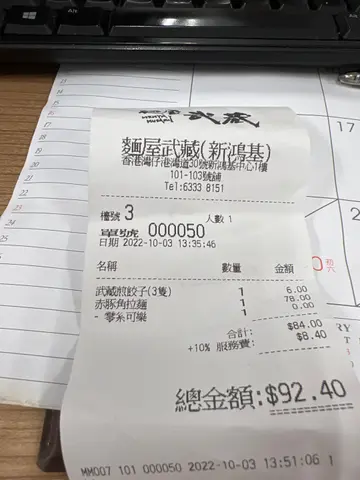 武蔵
麵屋武蔵(新鴻基)
香港灣仔港灣道30號新鴻基中心1樓
101-103號舖
Tel:6333 8151
檯號 3 人數 1
單號 000050
日期 2022-10-03 13:35:46
名稱 數量 金額
武蔵煎餃子(3隻) 1 6.00
赤豚角拉麵 1 78.00
- 零系可樂 1 0.00
合計: $84.00
+10% 服務費: $8.40
總金額:$92.40
MM007 101 000050 2022-10-03 13:51:06 1